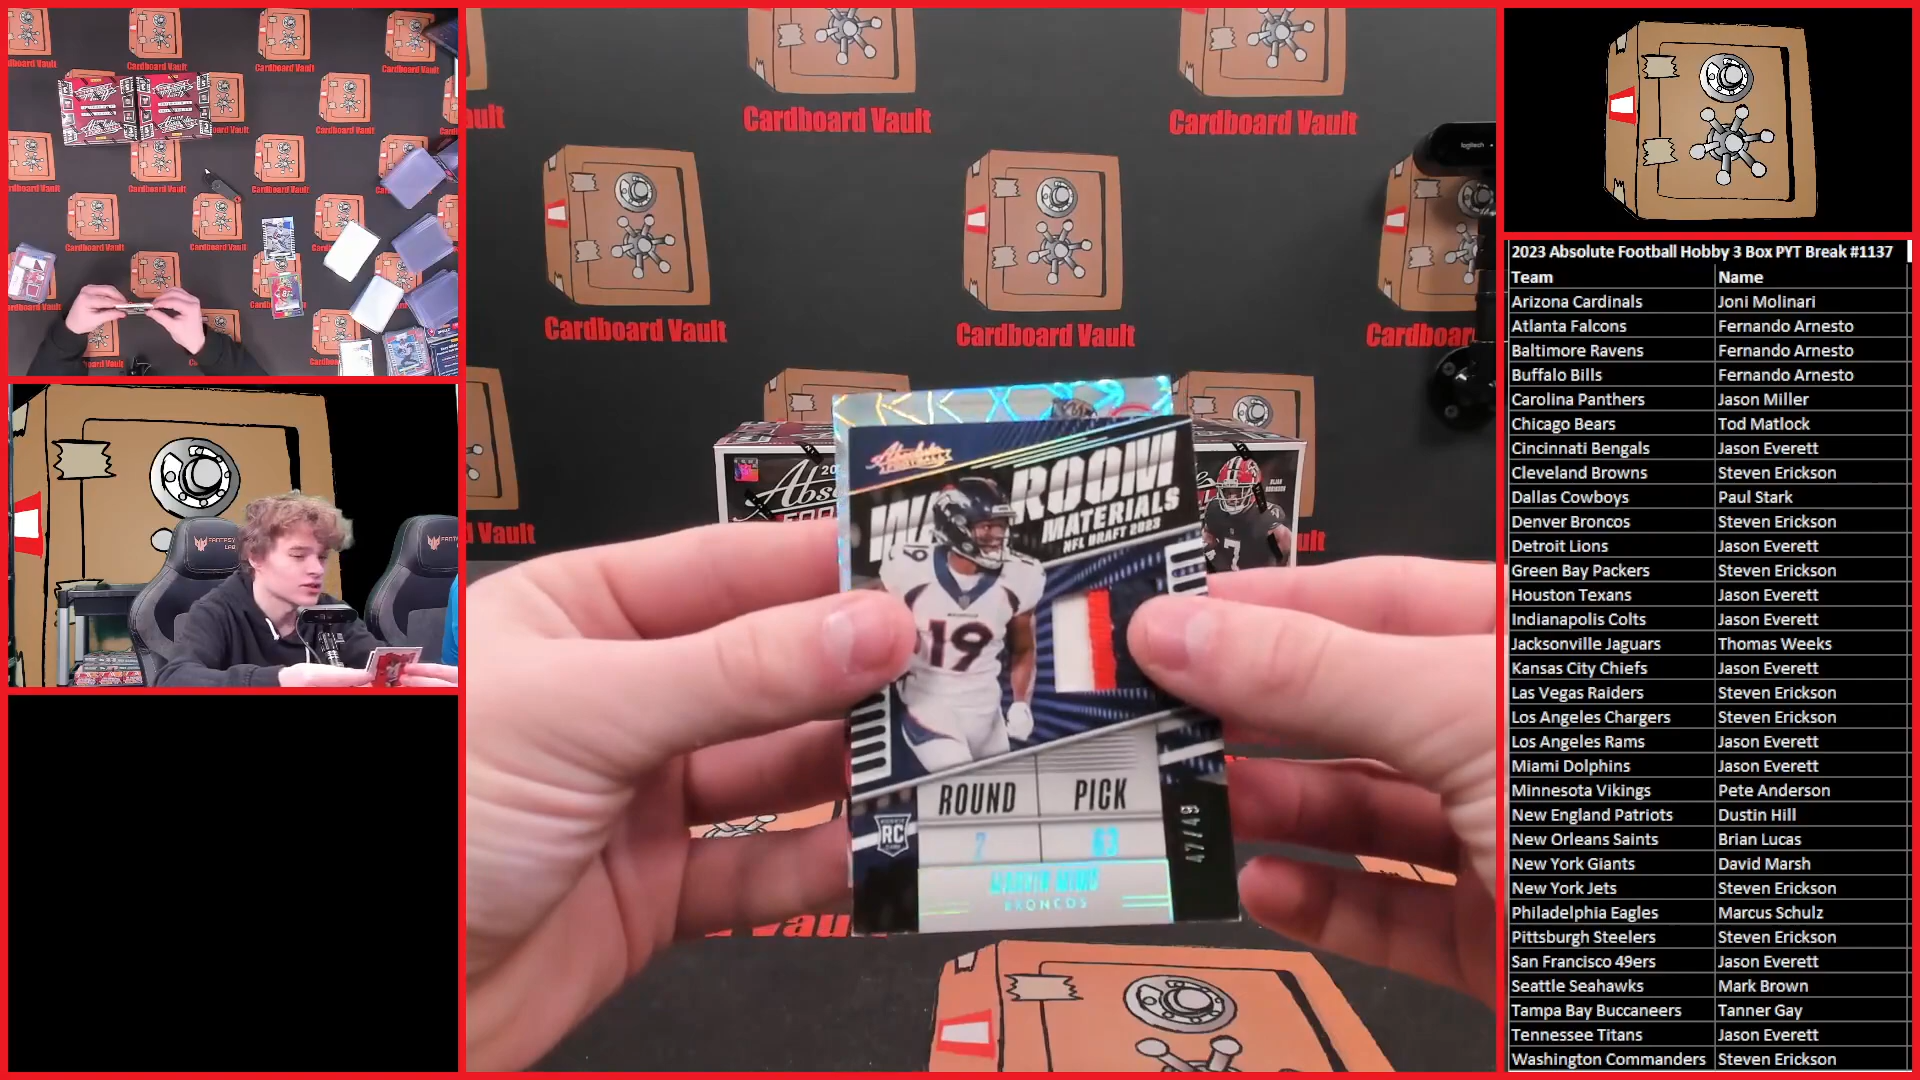 Cardboard Vault
Cardboard Vault
Cardboard Vault
Cardboard Vault
logitech
Absolute
FOOTBALL
WAR ROOM
MATERIALS
NFL DRAFT 2023
19
ROUND
PICK
RC
2
63
47/49
MARVIN MIMS
BRONCOS
2023 Absolute Football Hobby 3 Box PYT Break #1137
Team Name
Arizona Cardinals Joni Molinari
Atlanta Falcons Fernando Arnesto
Baltimore Ravens Fernando Arnesto
Buffalo Bills Fernando Arnesto
Carolina Panthers Jason Miller
Chicago Bears Tod Matlock
Cincinnati Bengals Jason Everett
Cleveland Browns Steven Erickson
Dallas Cowboys Paul Stark
Denver Broncos Steven Erickson
Detroit Lions Jason Everett
Green Bay Packers Steven Erickson
Houston Texans Jason Everett
Indianapolis Colts Jason Everett
Jacksonville Jaguars Thomas Weeks
Kansas City Chiefs Jason Everett
Las Vegas Raiders Steven Erickson
Los Angeles Chargers Steven Erickson
Los Angeles Rams Jason Everett
Miami Dolphins Jason Everett
Minnesota Vikings Pete Anderson
New England Patriots Dustin Hill
New Orleans Saints Brian Lucas
New York Giants David Marsh
New York Jets Steven Erickson
Philadelphia Eagles Marcus Schulz
Pittsburgh Steelers Steven Erickson
San Francisco 49ers Jason Everett
Seattle Seahawks Mark Brown
Tampa Bay Buccaneers Tanner Gay
Tennessee Titans Jason Everett
Washington Commanders Steven Erickson